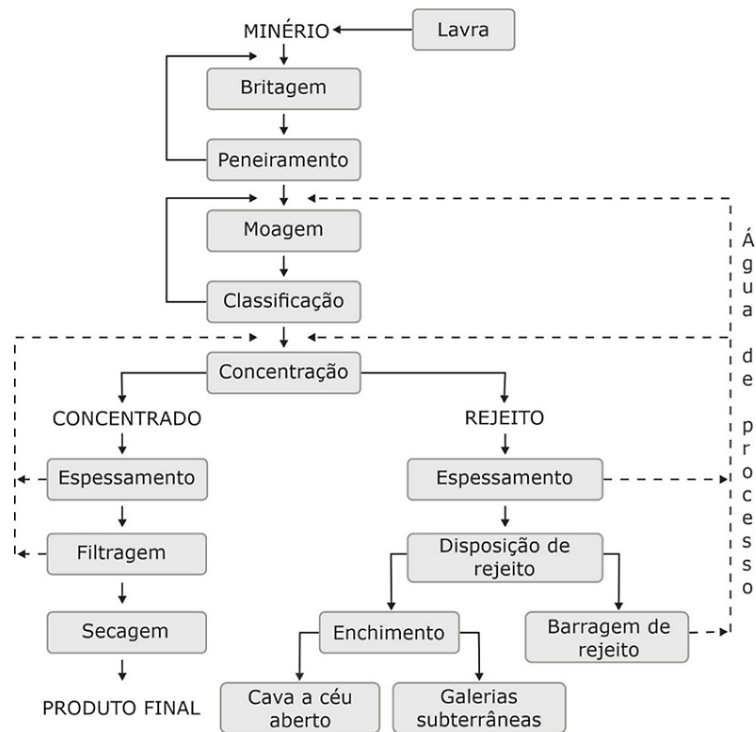 MINÉRIO
Lavra
Britagem
Peneiramento
Moagem
Classificação
Concentração
CONCENTRADO
REJEITO
Espessamento
Espessamento
Filtragem
Disposição de
rejeito
Secagem
Enchimento
Barragem de
rejeito
PRODUTO FINAL
Cava a céu
aberto
Galerias
subterrâneas
Água de processo